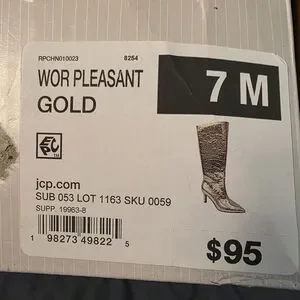 RPCHN010023 8254
WOR PLEASANT
GOLD
7 M
TM
jcp.com
SUB 053 LOT 1163 SKU 0059
SUPP. 19963-8
1 98273 49822 5
$95